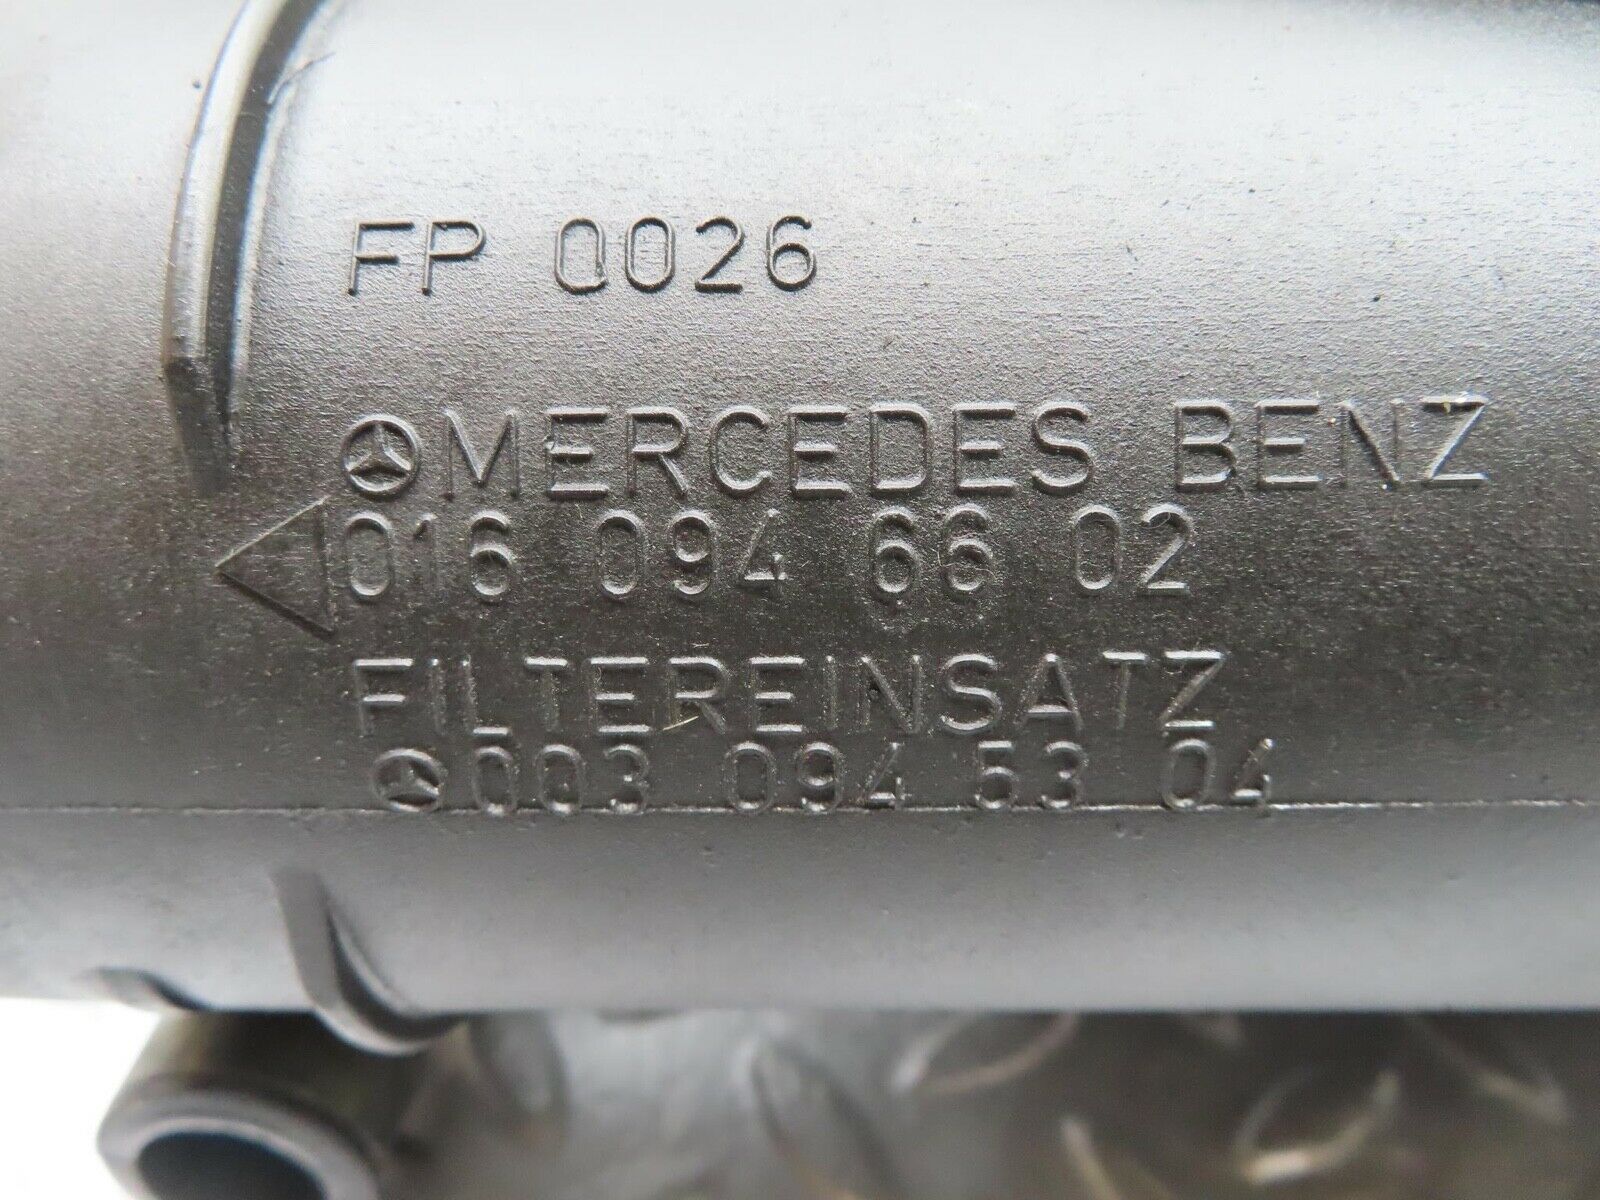 FP 0026
MERCEDES BENZ
016 094 66 02
FILTEREINSATZ
003 094 53 04